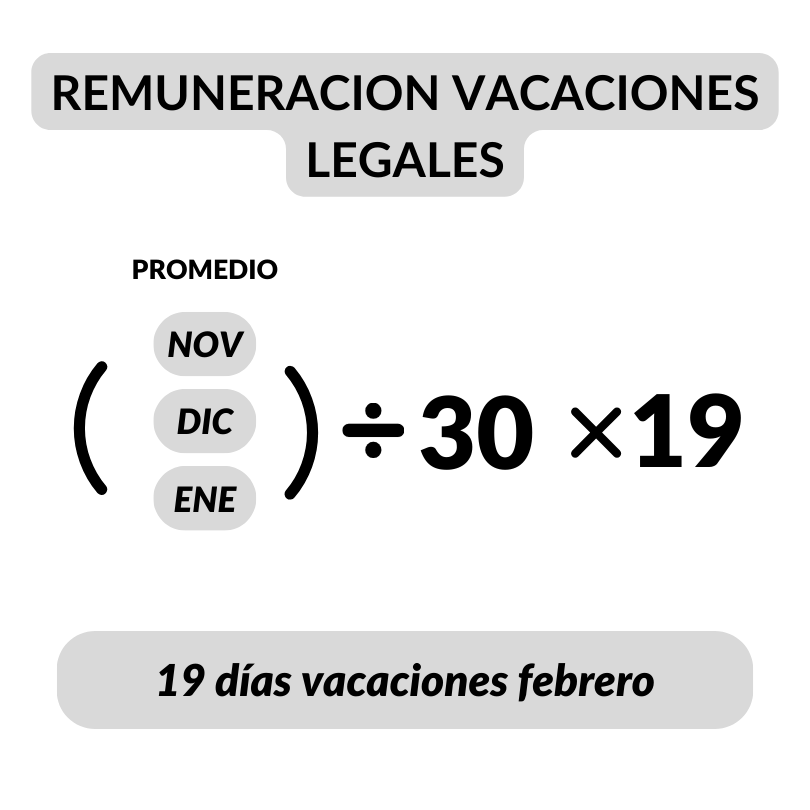 REMUNERACION VACACIONES
LEGALES
PROMEDIO
NOV
DIC
ENE
( ) ÷ 30 ×19
19 días vacaciones febrero